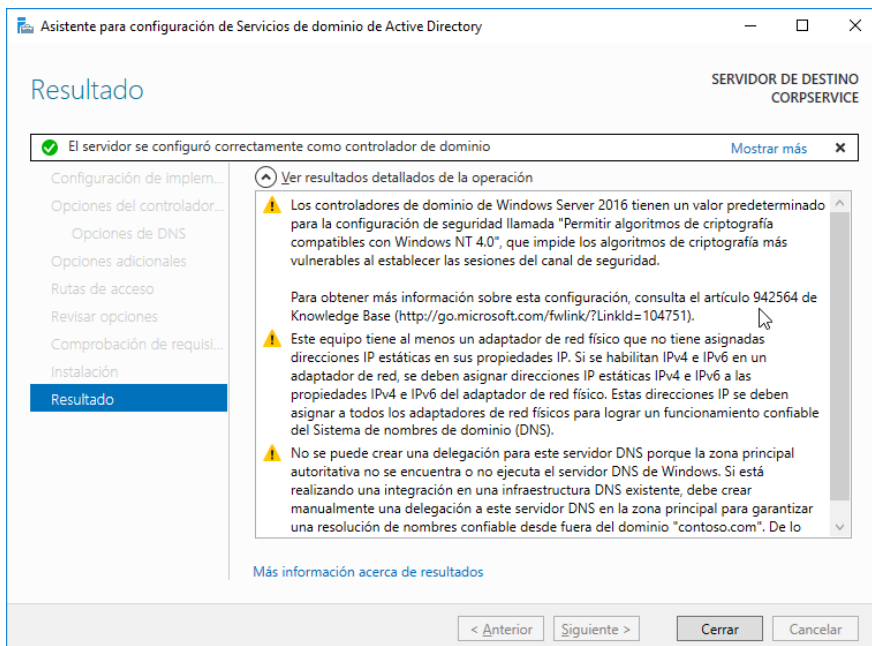 Asistente para configuración de Servicios de dominio de Active Directory
Resultado
SERVIDOR DE DESTINO
CORPSERVICE
El servidor se configuró correctamente como controlador de dominio
Mostrar más
Configuración de implem...
Opciones del controlador...
Opciones de DNS
Opciones adicionales
Rutas de acceso
Revisar opciones
Comprobación de requisi...
Instalación
Resultado
Ver resultados detallados de la operación
Los controladores de dominio de Windows Server 2016 tienen un valor predeterminado
para la configuración de seguridad llamada "Permitir algoritmos de criptografía
compatibles con Windows NT 4.0", que impide los algoritmos de criptografía más
vulnerables al establecer las sesiones del canal de seguridad.
Para obtener más información sobre esta configuración, consulta el artículo 942564 de
Knowledge Base (http://go.microsoft.com/fwlink/?LinkId=104751).
Este equipo tiene al menos un adaptador de red físico que no tiene asignadas
direcciones IP estáticas en sus propiedades IP. Si se habilitan IPv4 e IPv6 en un
adaptador de red, se deben asignar direcciones IP estáticas IPv4 e IPv6 a las
propiedades IPv4 e IPv6 del adaptador de red físico. Estas direcciones IP se deben
asignar a todos los adaptadores de red físicos para lograr un funcionamiento confiable
del Sistema de nombres de dominio (DNS).
No se puede crear una delegación para este servidor DNS porque la zona principal
autoritativa no se encuentra o no ejecuta el servidor DNS de Windows. Si está
realizando una integración en una infraestructura DNS existente, debe crear
manualmente una delegación a este servidor DNS en la zona principal para garantizar
una resolución de nombres confiable desde fuera del dominio "contoso.com". De lo
Más información acerca de resultados
< Anterior
Siguiente >
Cerrar
Cancelar